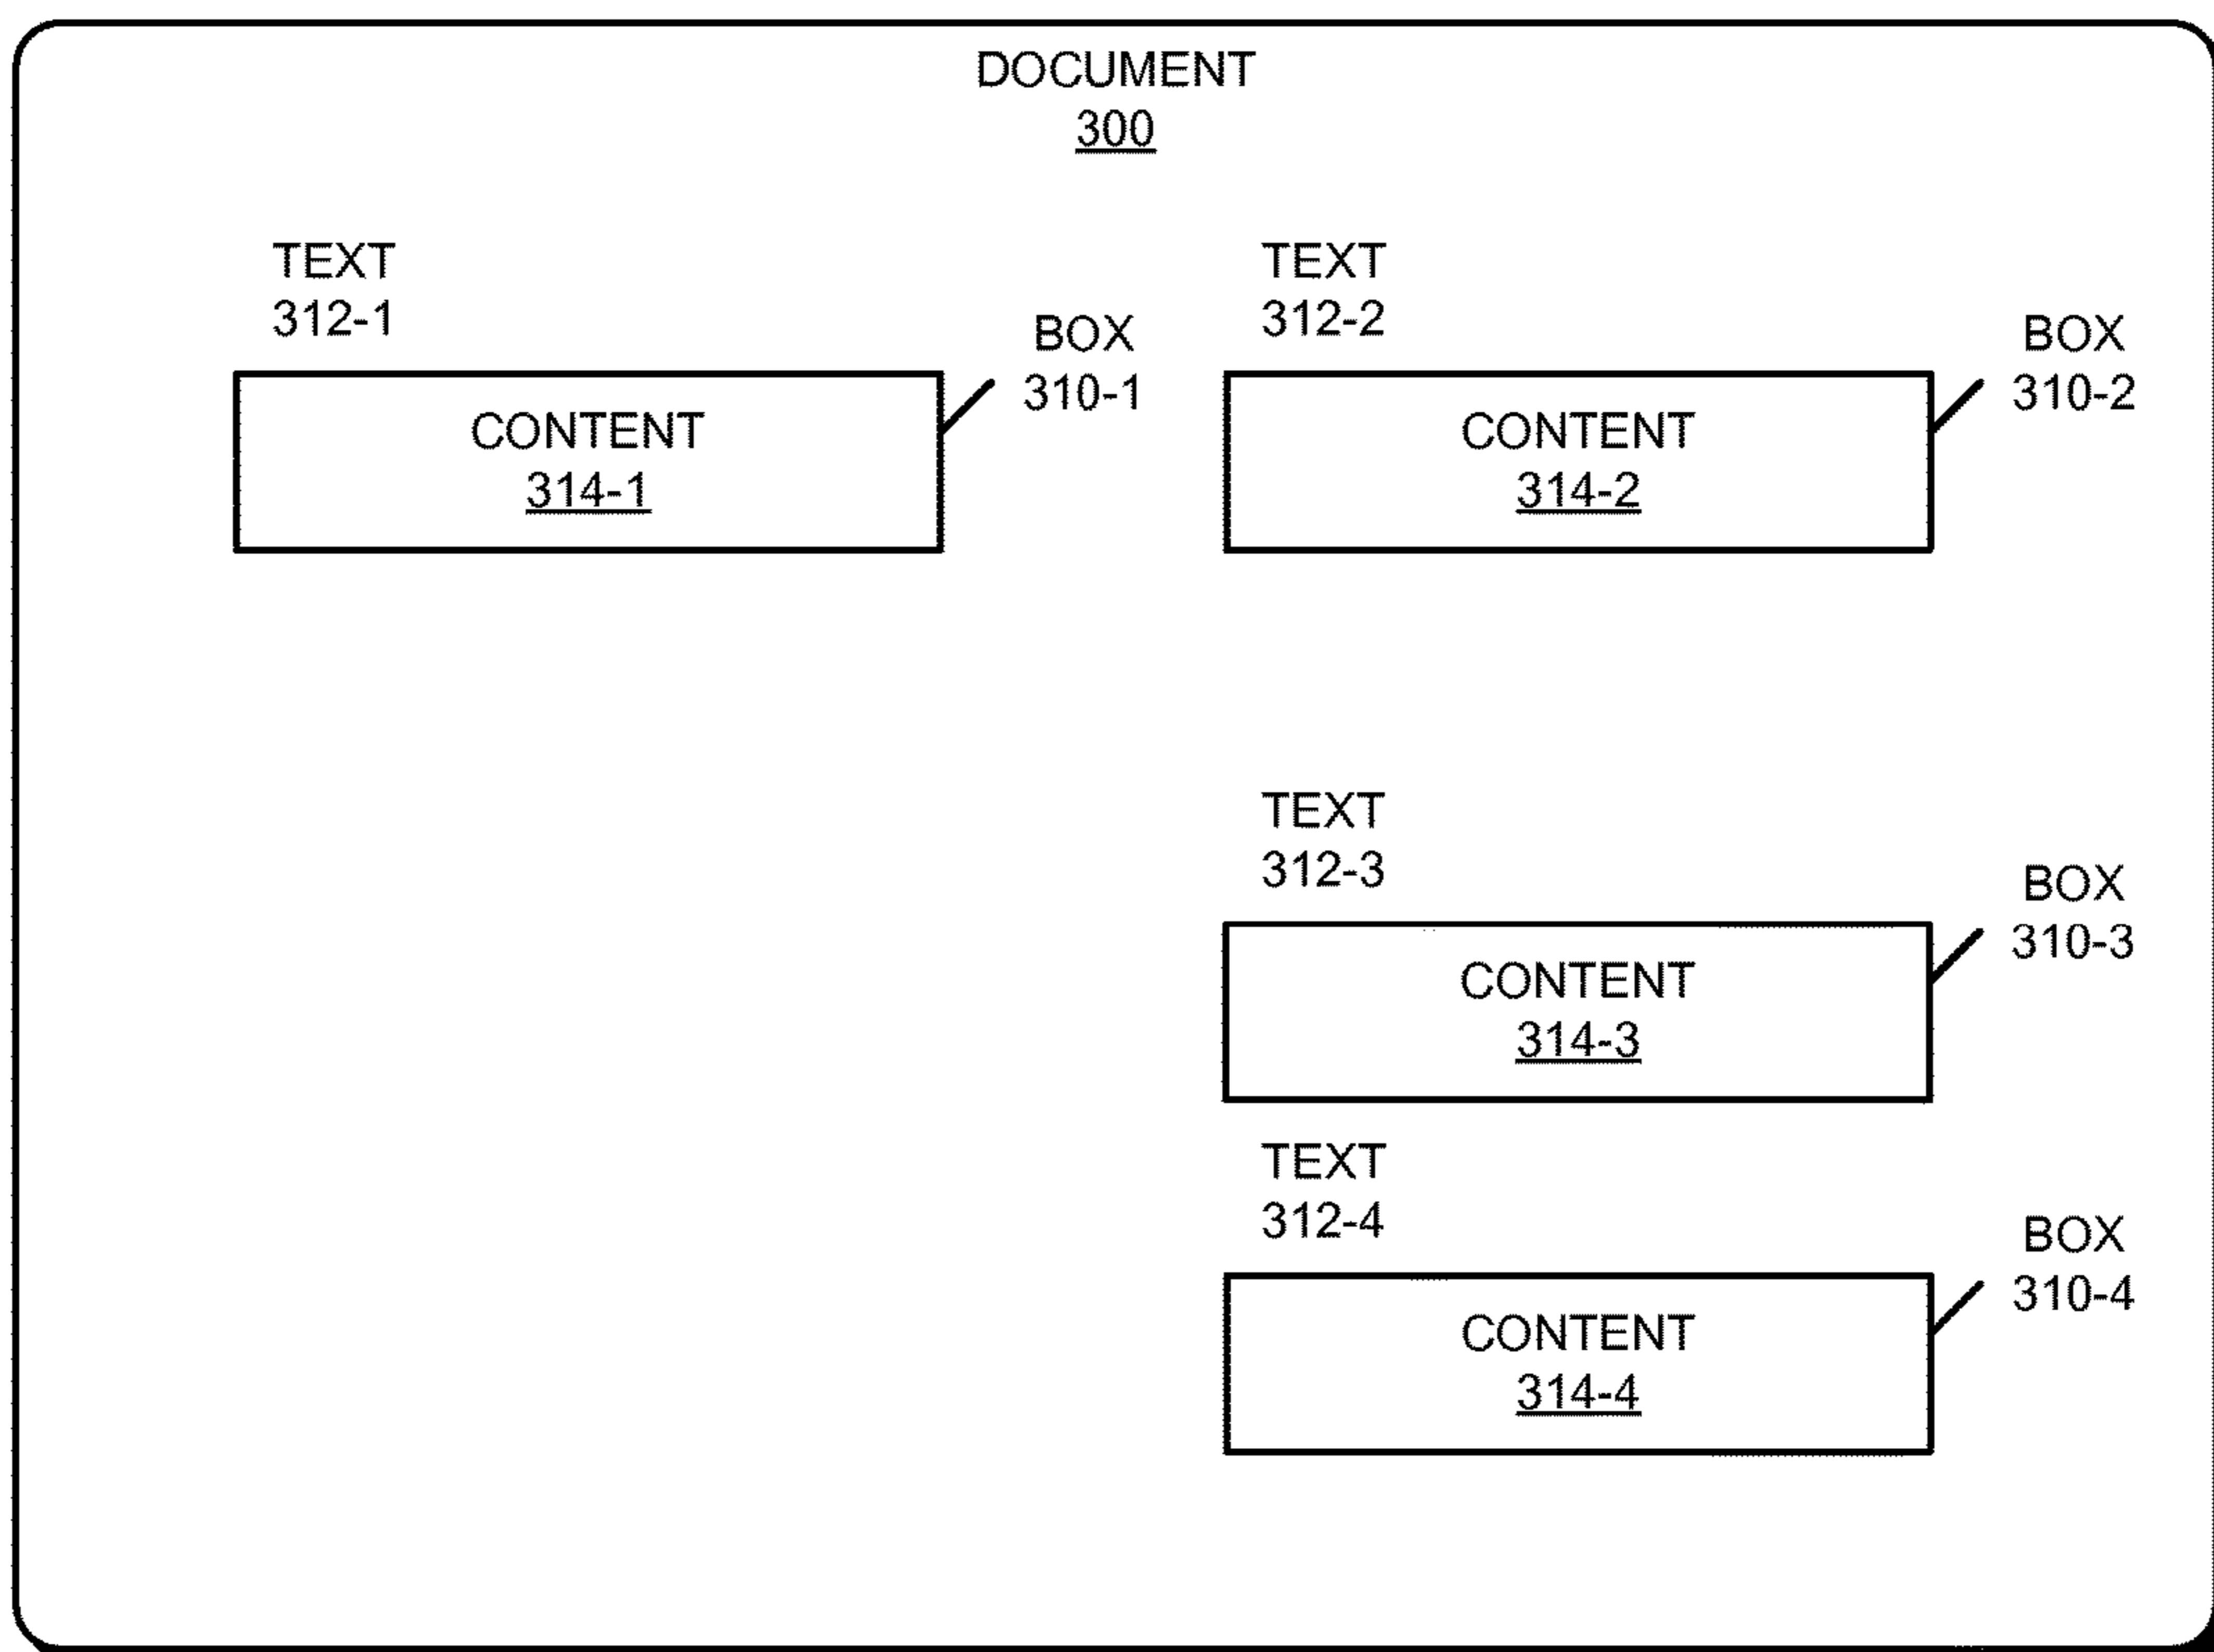 DOCUMENT
300
TEXT
312-1
BOX
310-1
CONTENT
314-1
TEXT
312-2
BOX
310-2
CONTENT
314-2
TEXT
312-3
BOX
310-3
CONTENT
314-3
TEXT
312-4
BOX
310-4
CONTENT
314-4